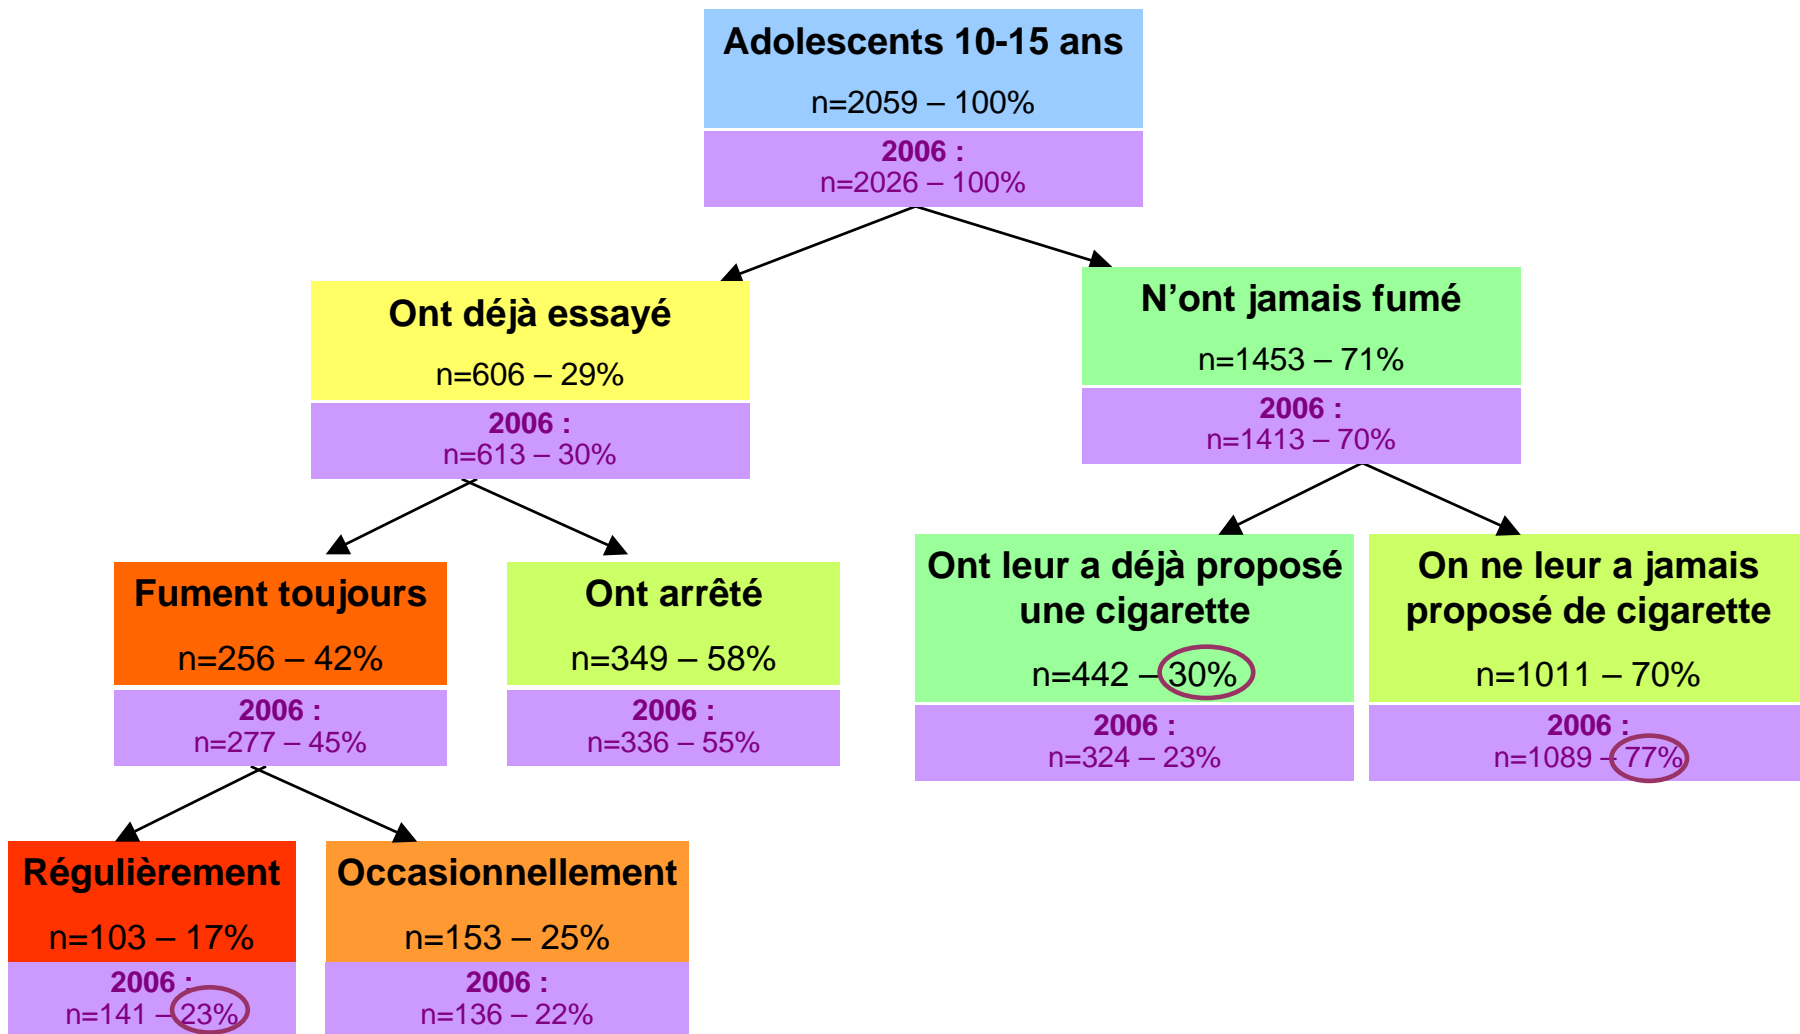 Adolescents 10-15 ans
n=2059 – 100%
2006 :
n=2026 – 100%
Ont déjà essayé
n=606 – 29%
2006 :
n=613 – 30%
N’ont jamais fumé
n=1453 – 71%
2006 :
n=1413 – 70%
Fument toujours
n=256 – 42%
2006 :
n=277 – 45%
Ont arrêté
n=349 – 58%
2006 :
n=336 – 55%
Ont leur a déjà proposé
une cigarette
n=442 – 30%
2006 :
n=324 – 23%
On ne leur a jamais
proposé de cigarette
n=1011 – 70%
2006 :
n=1089 – 77%
Régulièrement
n=103 – 17%
2006 :
n=141 – 23%
Occasionnellement
n=153 – 25%
2006 :
n=136 – 22%